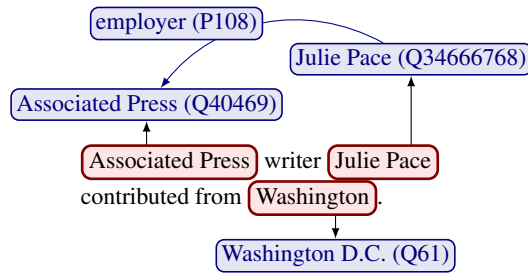 employer (P108)
Julie Pace (Q34666768)
Associated Press (Q40469)
Associated Press writer Julie Pace
contributed from Washington.
Washington D.C. (Q61)